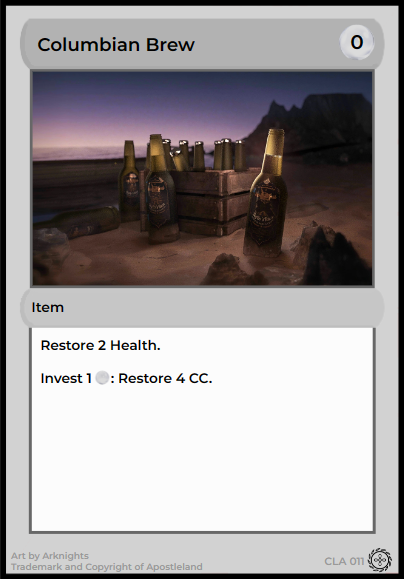 Columbian Brew
0
Item
Restore 2 Health.
Invest 1 : Restore 4 CC.
Art by Arknights
Trademark and Copyright of Apostleland
CLA 011